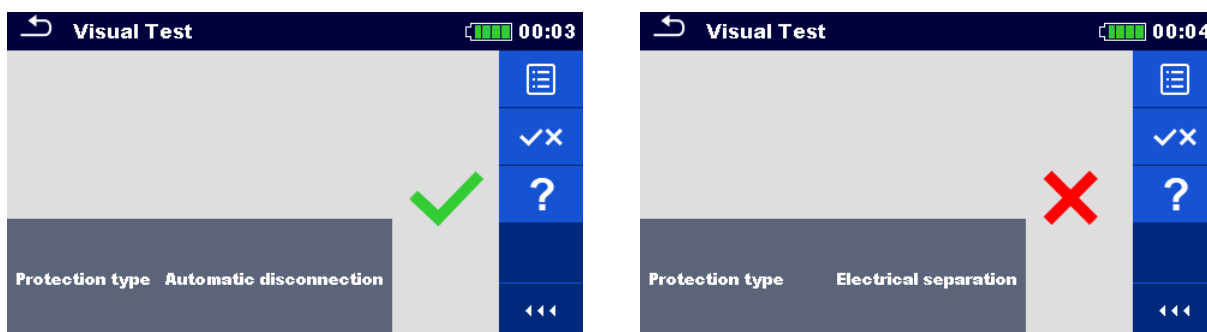 Visual Test 00:03
?
Protection type Automatic disconnection
Visual Test 00:04
?
Protection type Electrical separation